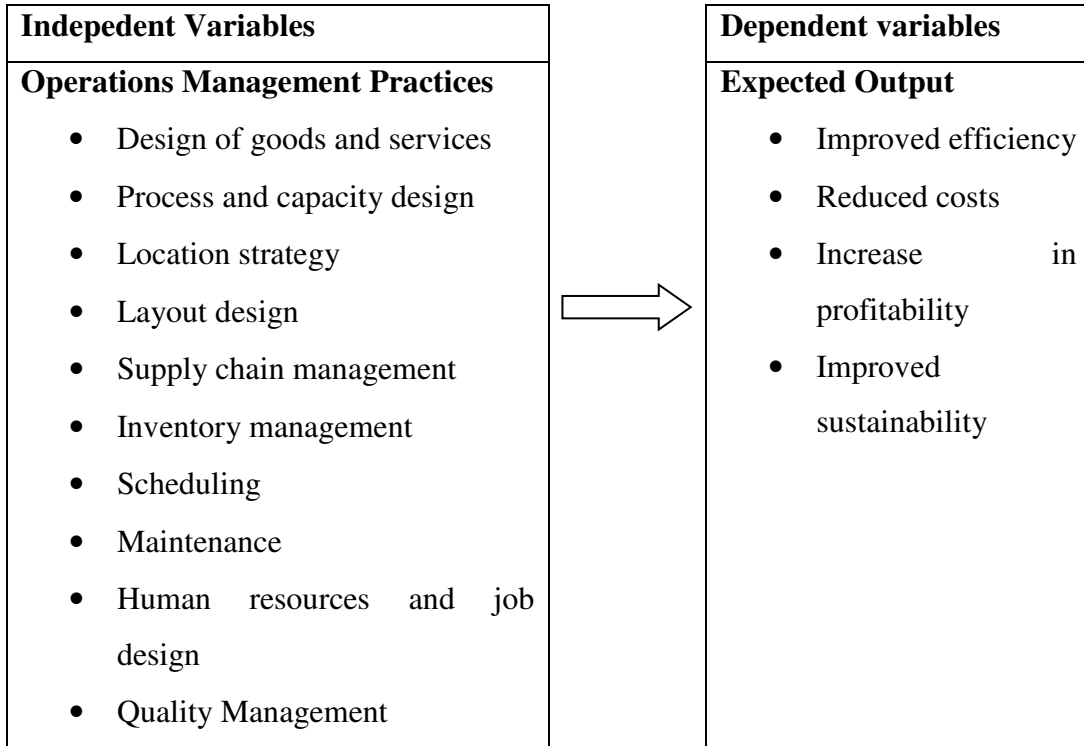 Indepedent Variables
Operations Management Practices
• Design of goods and services
• Process and capacity design
• Location strategy
• Layout design
• Supply chain management
• Inventory management
• Scheduling
• Maintenance
• Human resources and job
design
• Quality Management
Dependent variables
Expected Output
• Improved efficiency
• Reduced costs
• Increase in
profitability
• Improved
sustainability